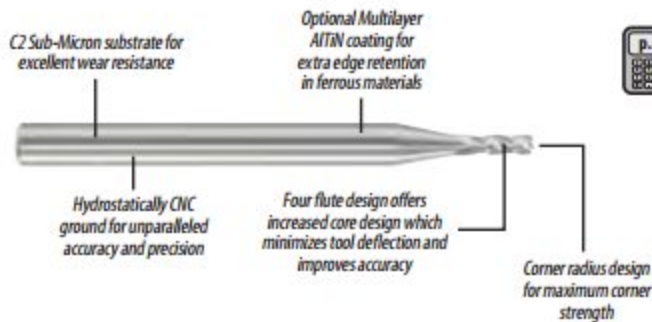 C2 Sub-Micron substrate for
excellent wear resistance
Optional Multilayer
AlTiN coating for
extra edge retention
in ferrous materials
Hydrostatically CNC
ground for unparalleled
accuracy and precision
Four flute design offers
increased core design which
minimizes tool deflection and
improves accuracy
Corner radius design
for maximum corner
strength